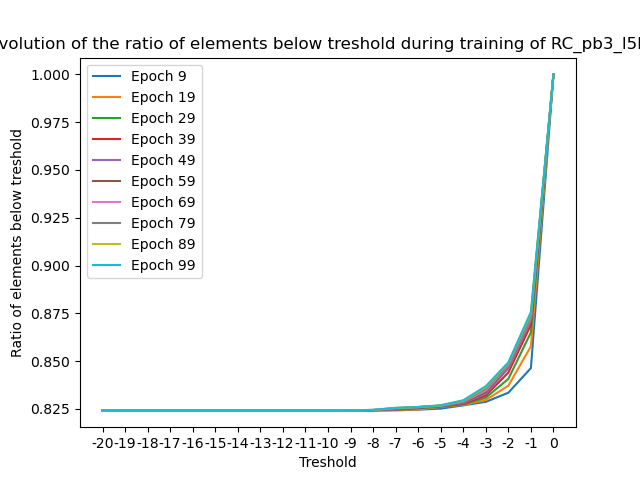 volution of the ratio of elements below treshold during training of RC_pb3_l5
1.000
0.975
0.950
0.925
0.900
0.875
0.850
0.825
Ratio of elements below treshold
Epoch 9
Epoch 19
Epoch 29
Epoch 39
Epoch 49
Epoch 59
Epoch 69
Epoch 79
Epoch 89
Epoch 99
-20 -19 -18 -17 -16 -15 -14 -13 -12 -11 -10 -9 -8 -7 -6 -5 -4 -3 -2 -1 0
Treshold